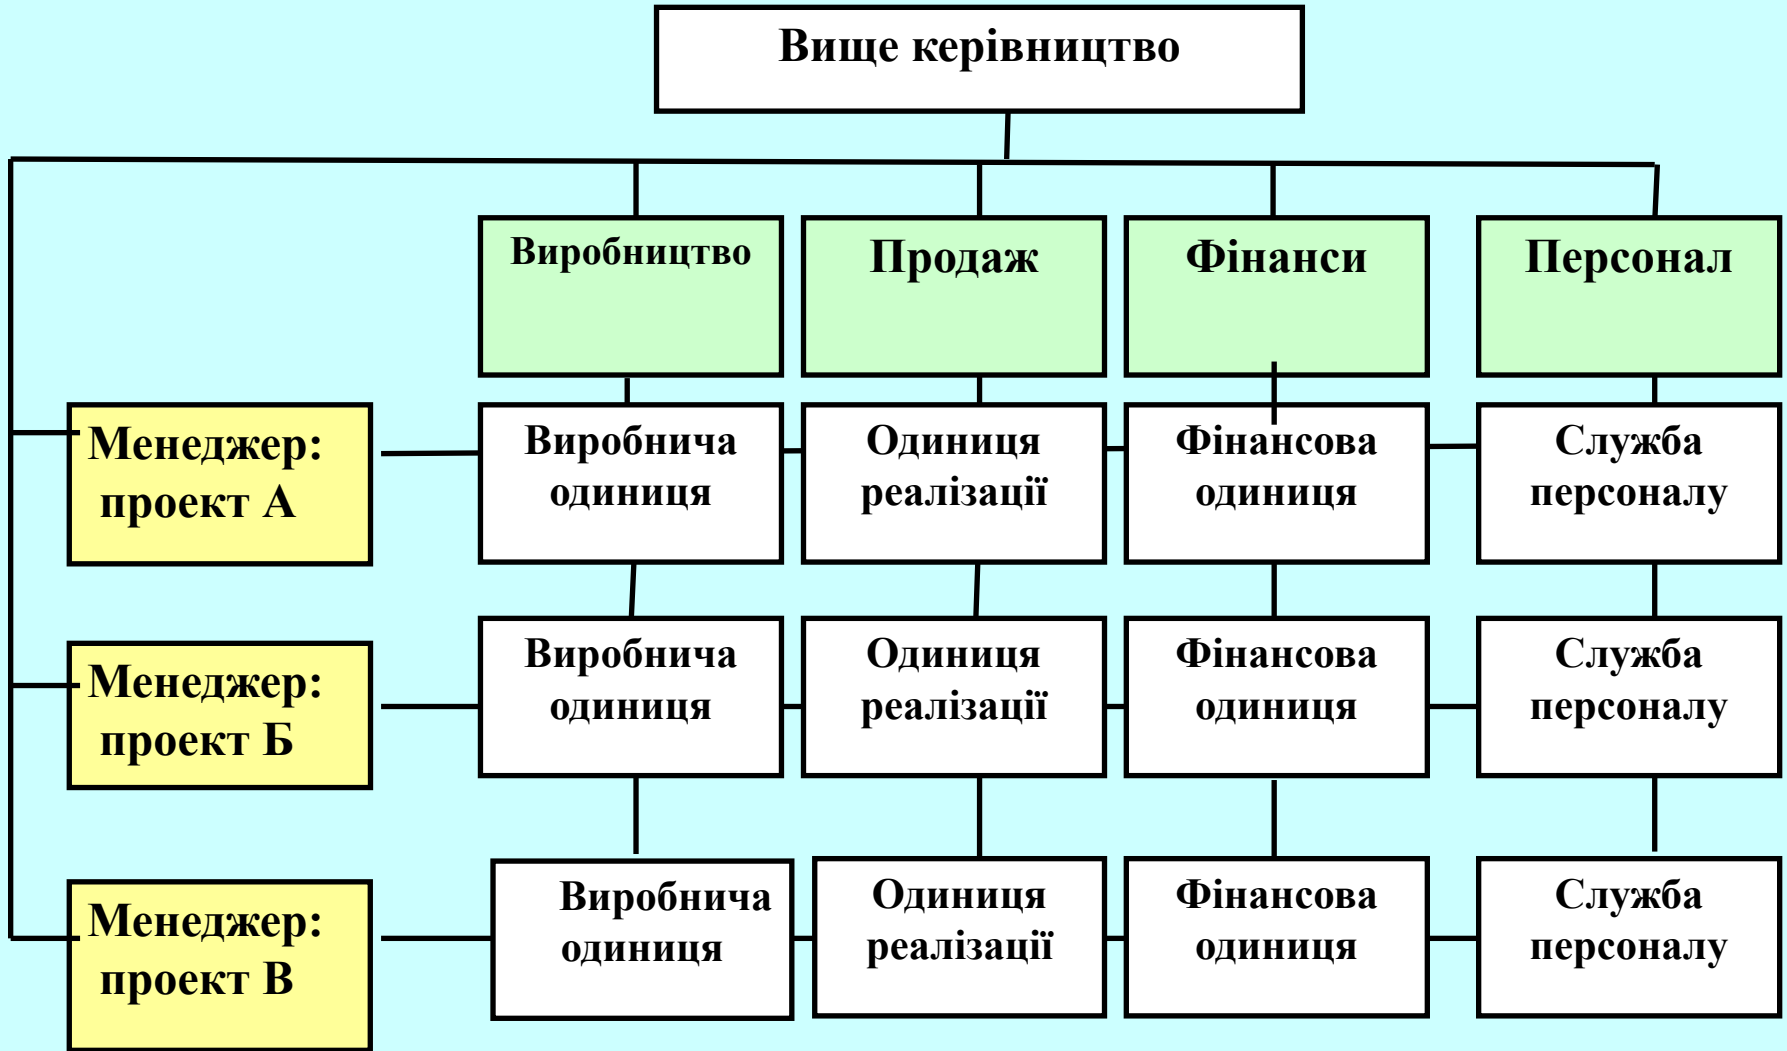 Вище керівництво
Виробництво
Продаж
Фінанси
Персонал
Менеджер:
проект А
Виробнича
одиниця
Одиниця
реалізації
Фінансова
одиниця
Служба
персоналу
Менеджер:
проект Б
Виробнича
одиниця
Одиниця
реалізації
Фінансова
одиниця
Служба
персоналу
Менеджер:
проект В
Виробнича
одиниця
Одиниця
реалізації
Фінансова
одиниця
Служба
персоналу